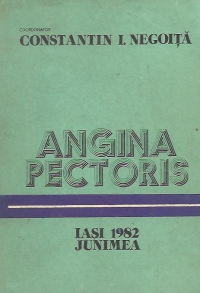 COORDONATOR
CONSTANTIN I. NEGOIȚĂ
ANGINA
PECTORIS
IASI 1982
JUNIMEA